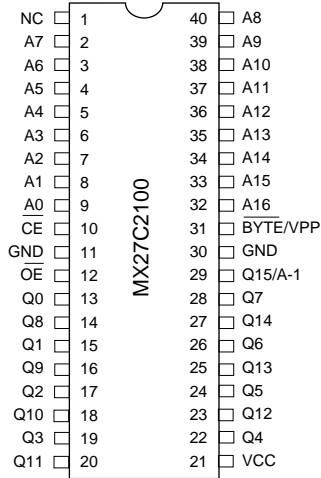 NC 1 40 A8
A7 2 39 A9
A6 3 38 A10
A5 4 37 A11
A4 5 36 A12
A3 6 35 A13
A2 7 34 A14
A1 8 33 A15
A0 9 32 A16
CE 10 31 BYTE/VPP
GND 11 30 GND
OE 12 29 Q15/A-1
Q0 13 28 Q7
Q8 14 27 Q14
Q1 15 26 Q6
Q9 16 25 Q13
Q2 17 24 Q5
Q10 18 23 Q12
Q3 19 22 Q4
Q11 20 21 VCC
MX27C2100